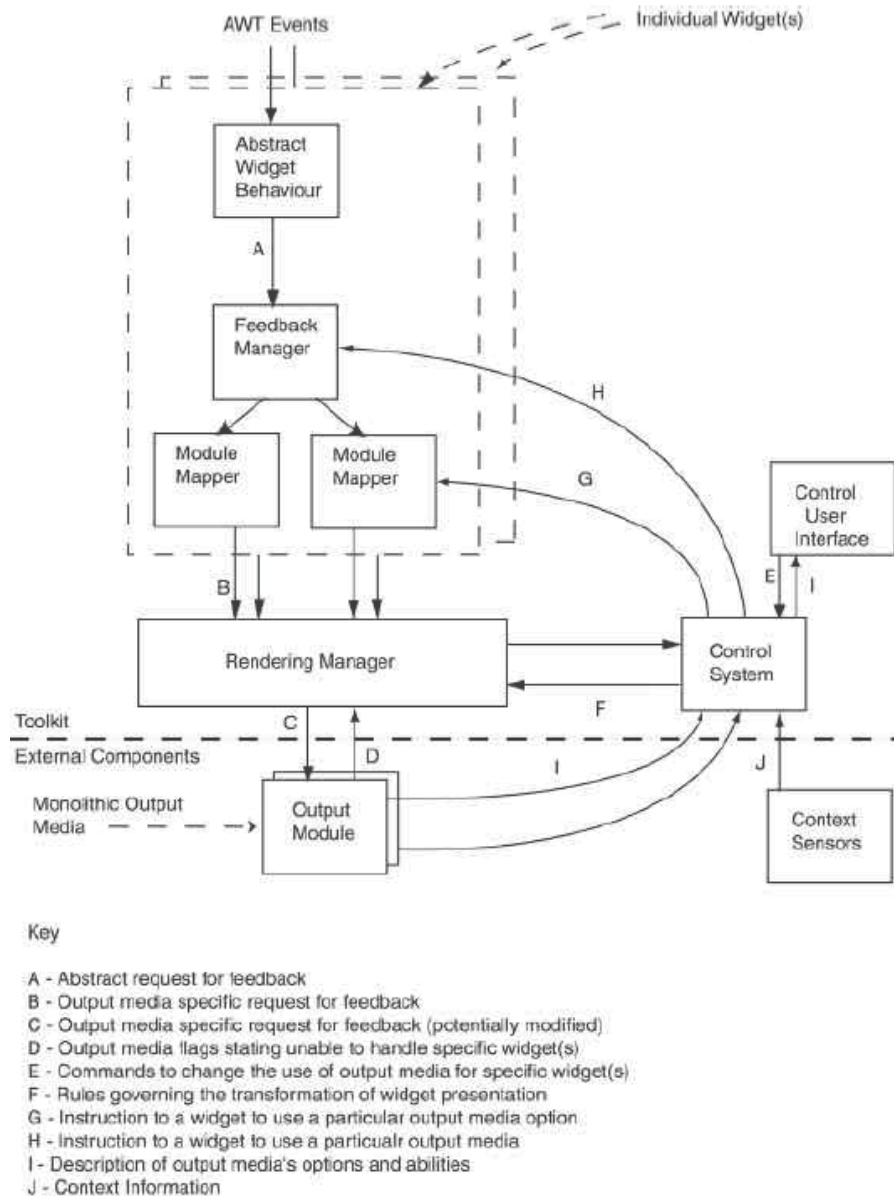 AWT Events
Individual Widget(s)
Abstract
Widget
Behaviour
A
Feedback
Manager
H
Module
Mapper
Module
Mapper
G
Control
User
Interface
B
E
I
Rendering Manager
Control
System
F
Toolkit
C
D
External Components
I
J
Monolithic Output
Media
Output
Module
Context
Sensors
Key
A - Abstract request for feedback
B - Output media specific request for feedback
C - Output media specific request for feedback (potentially modified)
D - Output media flags stating unable to handle specific widget(s)
E - Commands to change the use of output media for specific widget(s)
F - Rules governing the transformation of widget presentation
G - Instruction to a widget to use a particular output media option
H - Instruction to a widget to use a particualr output media
I - Description of output media's options and abilities
J - Context Information